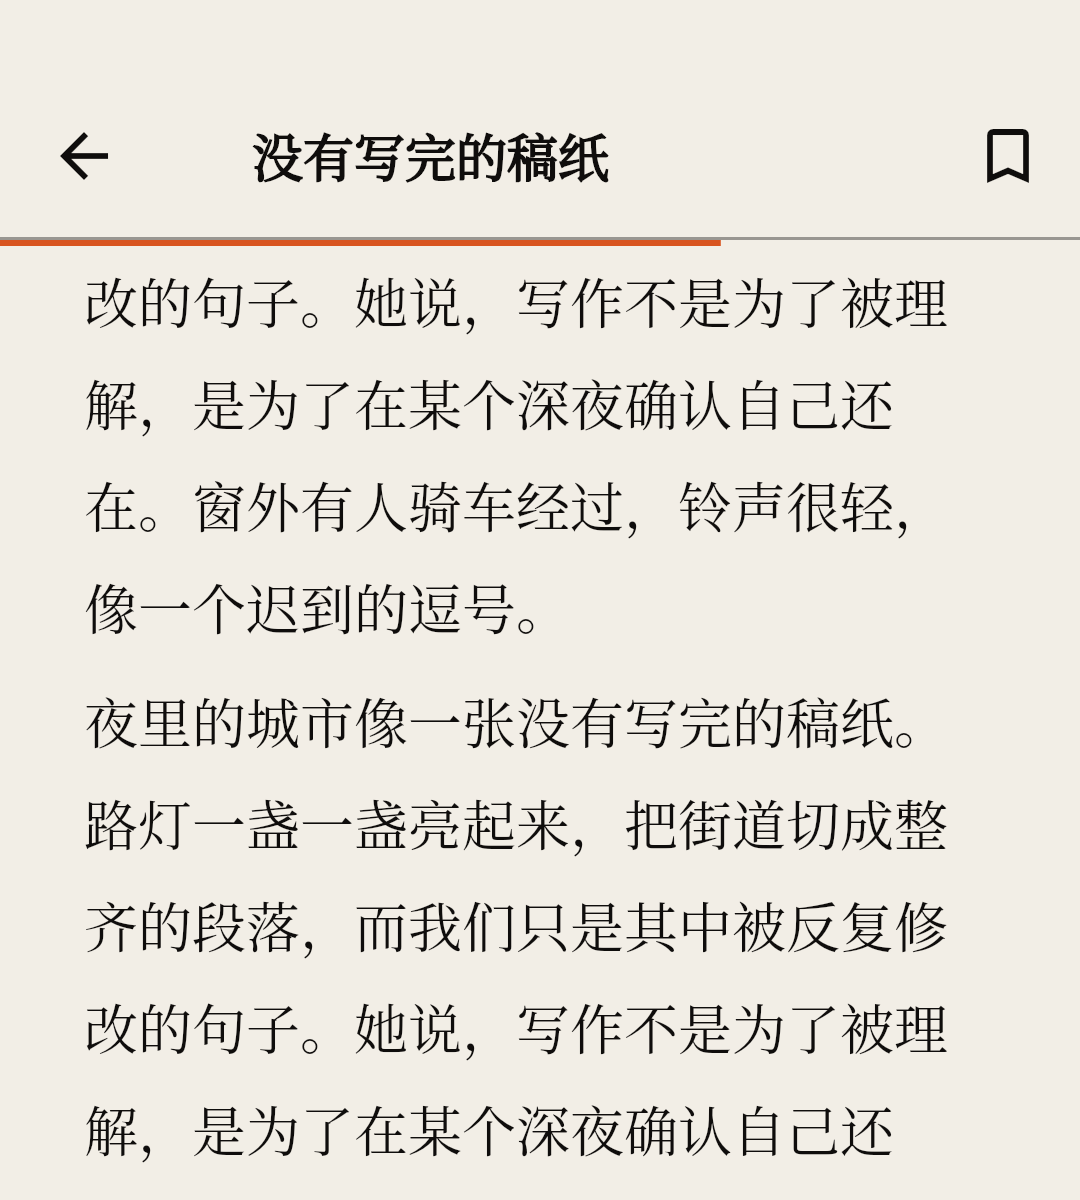 没有写完的稿纸
改的句子。她说，写作不是为了被理
解，是为了在某个深夜确认自己还
在。窗外有人骑车经过，铃声很轻，
像一个迟到的逗号。
夜里的城市像一张没有写完的稿纸。
路灯一盏一盏亮起来，把街道切成整
齐的段落，而我们只是其中被反复修
改的句子。她说，写作不是为了被理
解，是为了在某个深夜确认自己还